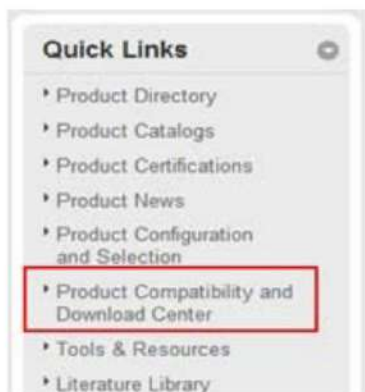 Quick Links
Product Directory
Product Catalogs
Product Certifications
Product News
Product Configuration
and Selection
Product Compatibility and
Download Center
Tools & Resources
Literature Library